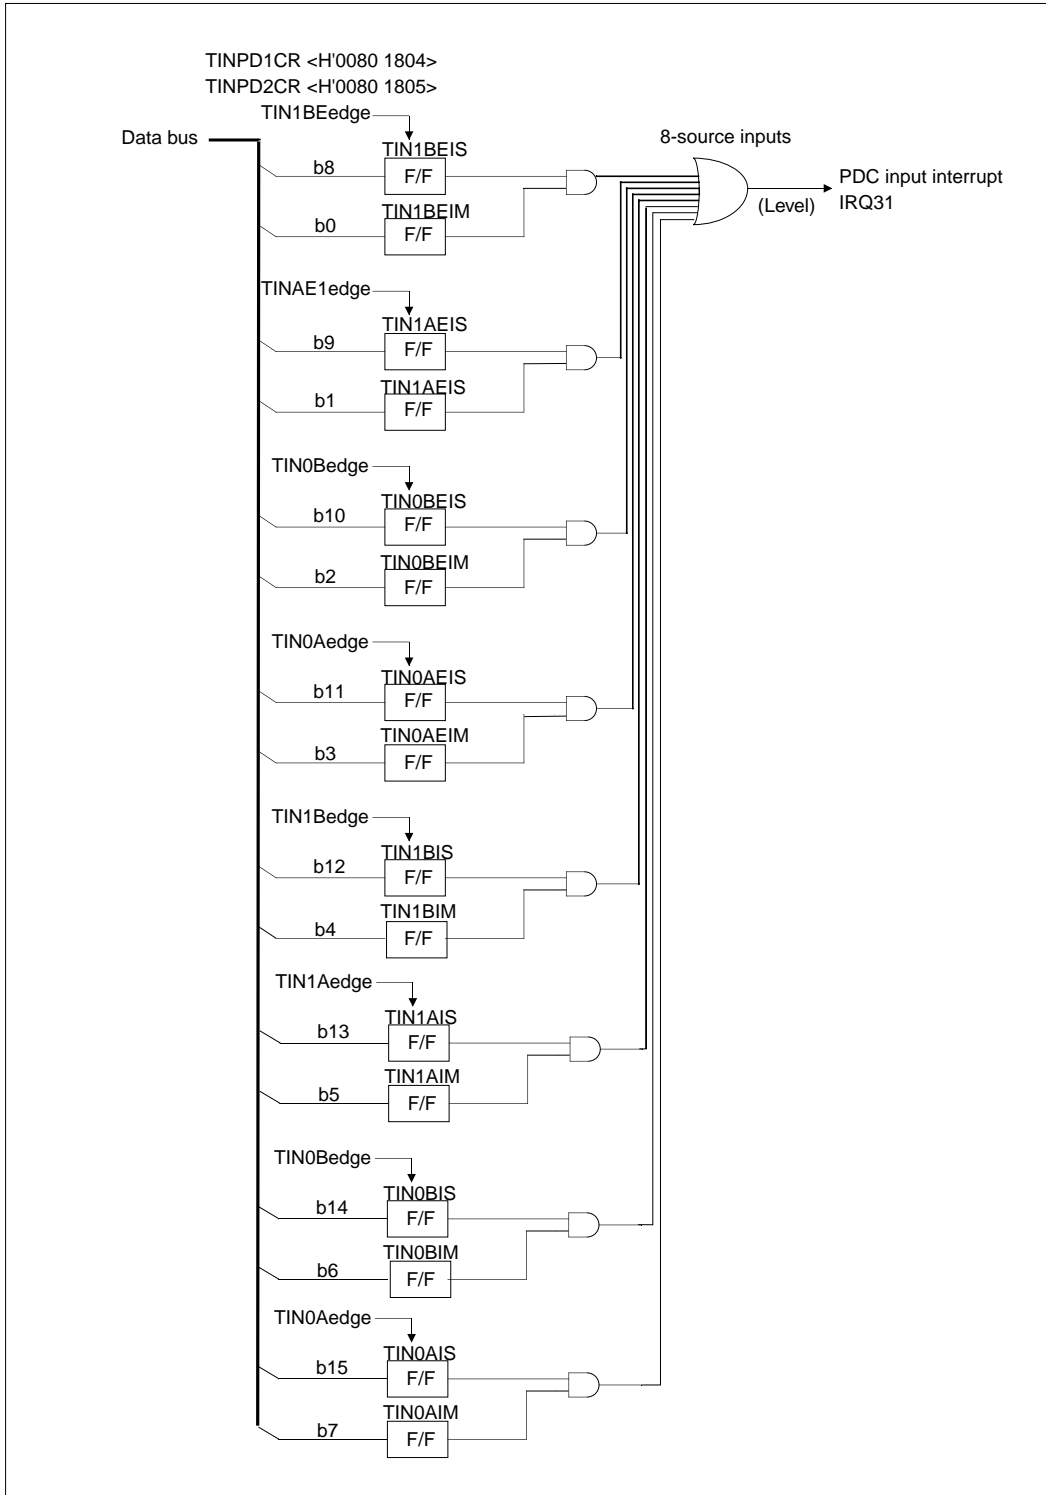 TINPD1CR <H'0080 1804>
TINPD2CR <H'0080 1805>
TIN1BEedge
Data bus
8-source inputs
TIN1BEIS
b8
F/F
PDC input interrupt
IRQ31
(Level)
TIN1BEIM
b0
F/F
TINAE1edge
TIN1AEIS
b9
F/F
TIN1AEIS
b1
F/F
TIN0Bedge
TIN0BEIS
b10
F/F
TIN0BEIM
b2
F/F
TIN0Aedge
TIN0AEIS
b11
F/F
TIN0AEIM
b3
F/F
TIN1Bedge
TIN1BIS
b12
F/F
TIN1BIM
b4
F/F
TIN1Aedge
TIN1AIS
b13
F/F
TIN1AIM
b5
F/F
TIN0Bedge
TIN0BIS
b14
F/F
TIN0BIM
b6
F/F
TIN0Aedge
TIN0AIS
b15
F/F
TIN0AIM
b7
F/F